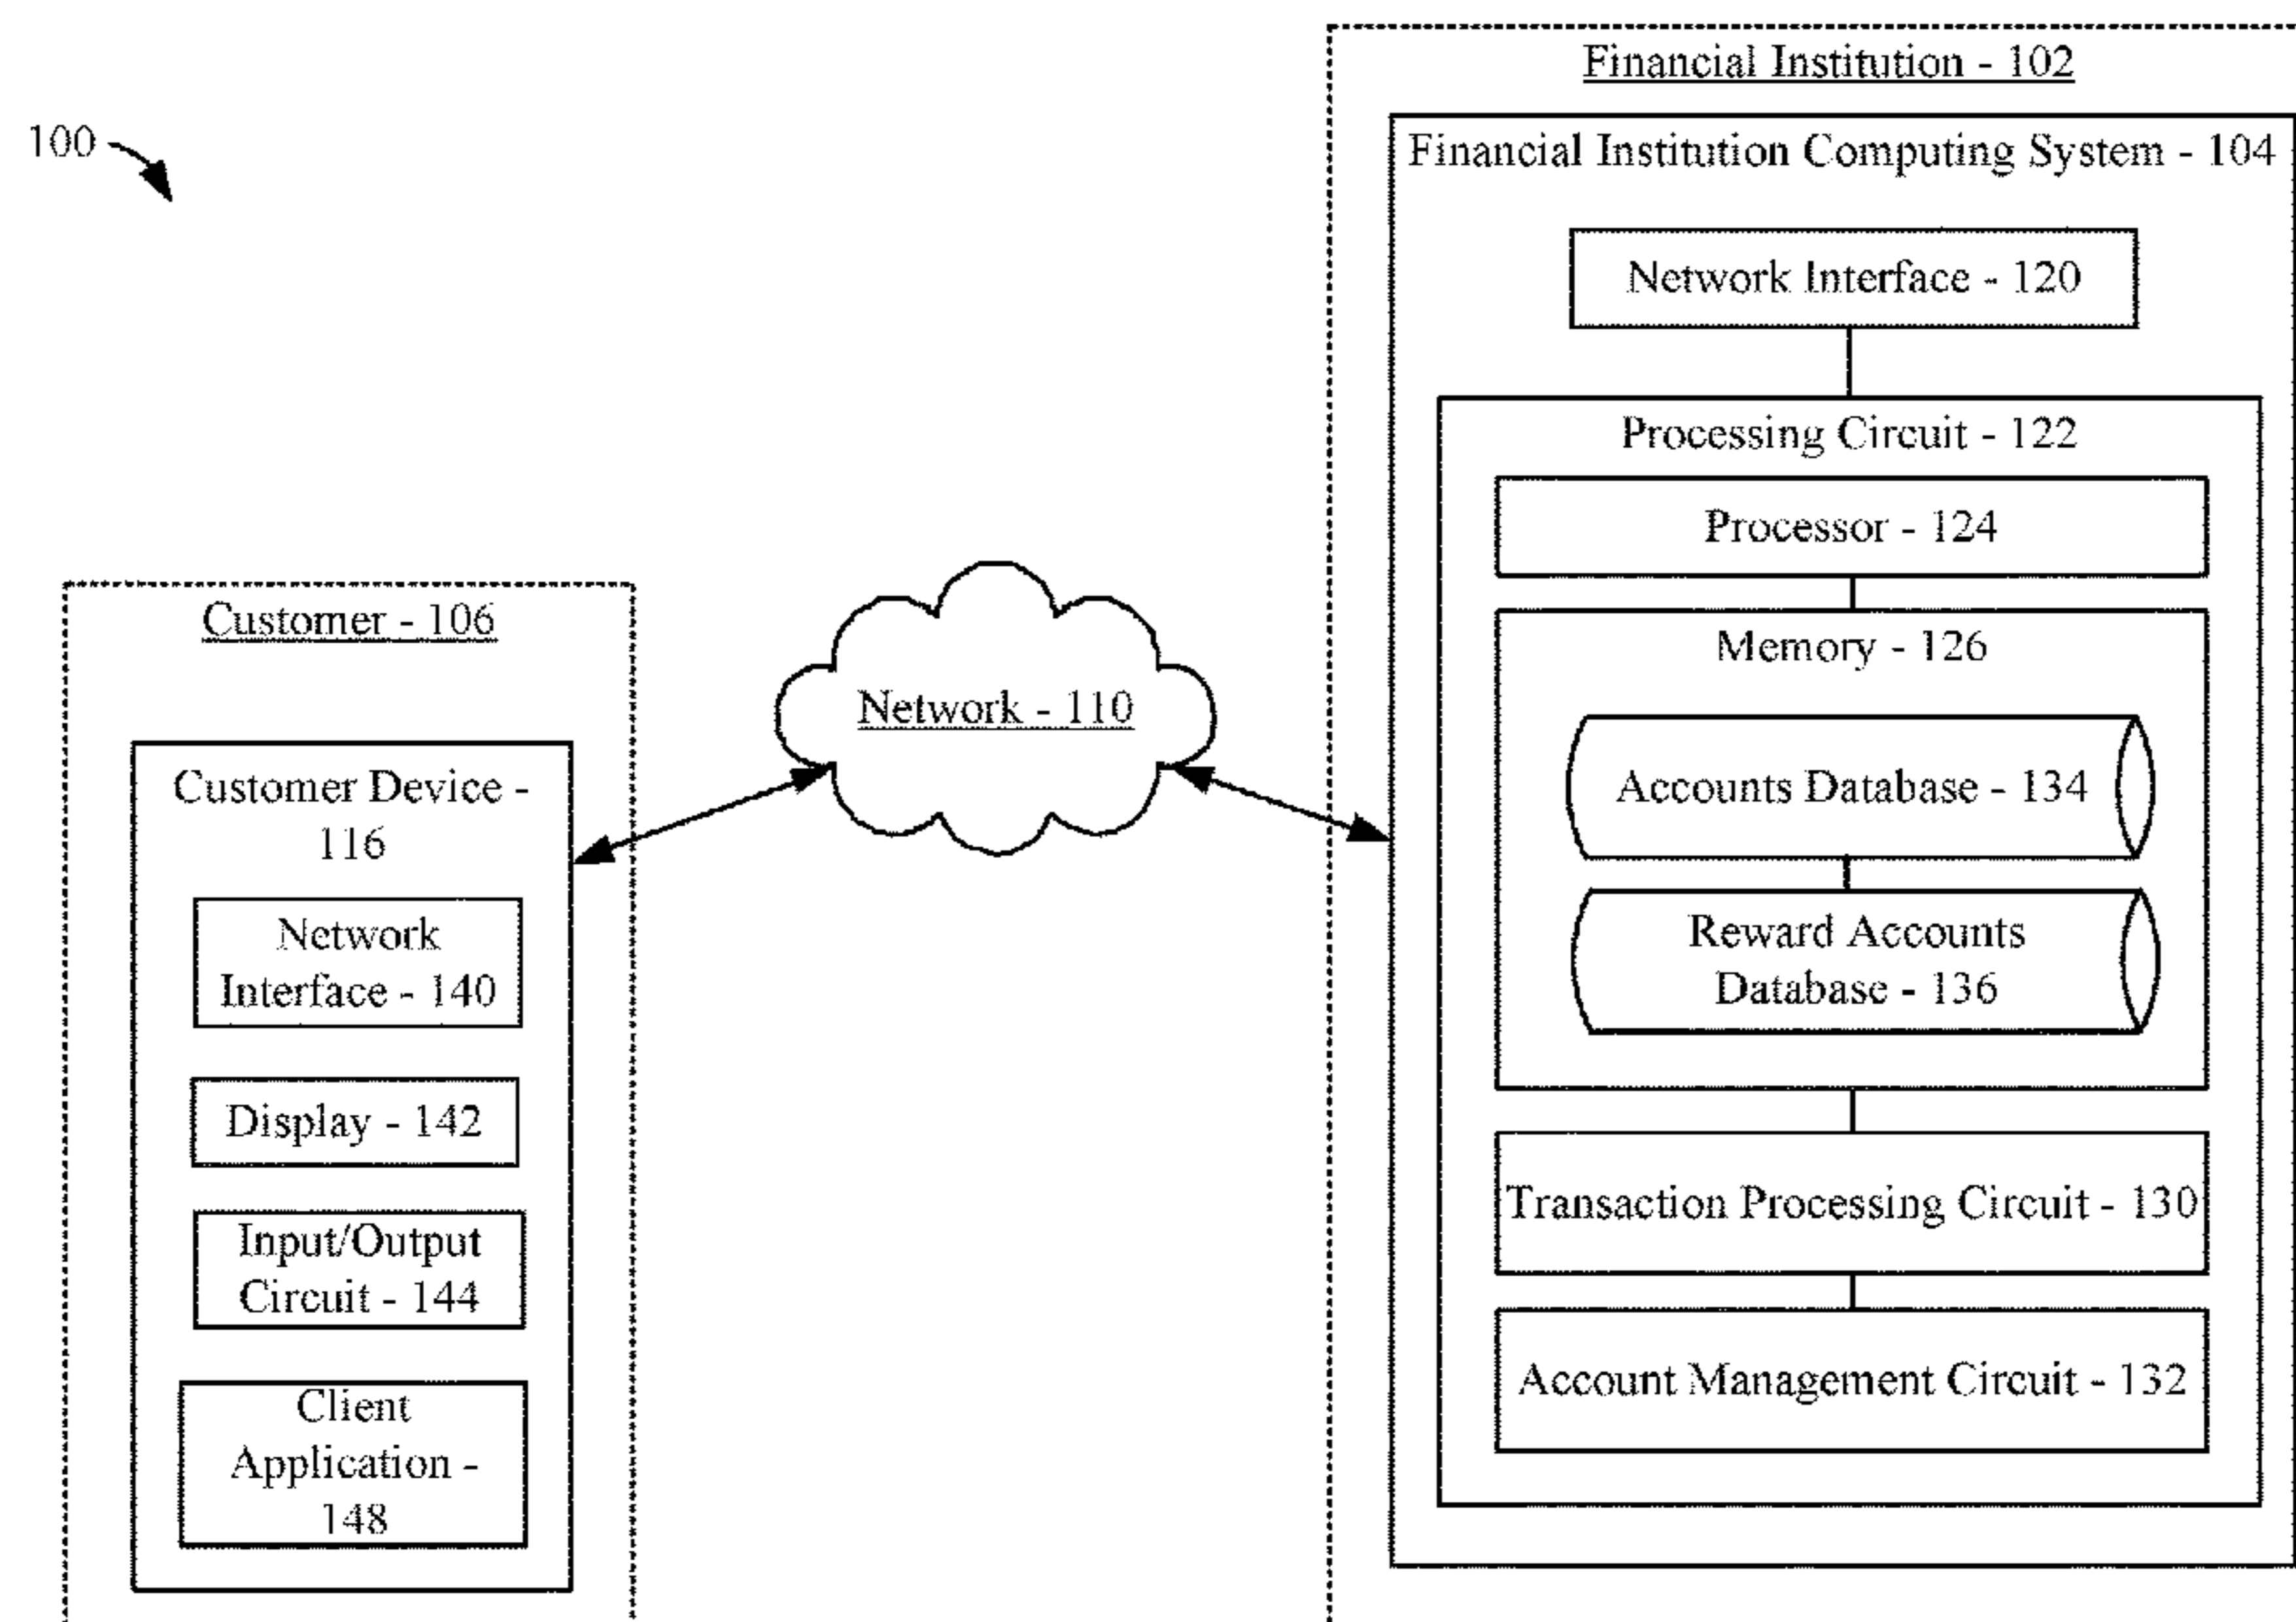 100
Financial Institution - 102
Financial Institution Computing System - 104
Network Interface - 120
Processing Circuit - 122
Processor - 124
Memory - 126
Accounts Database - 134
Reward Accounts
Database - 136
Transaction Processing Circuit - 130
Account Management Circuit - 132
Network - 110
Customer - 106
Customer Device -
116
Network
Interface - 140
Display - 142
Input/Output
Circuit - 144
Client
Application -
148